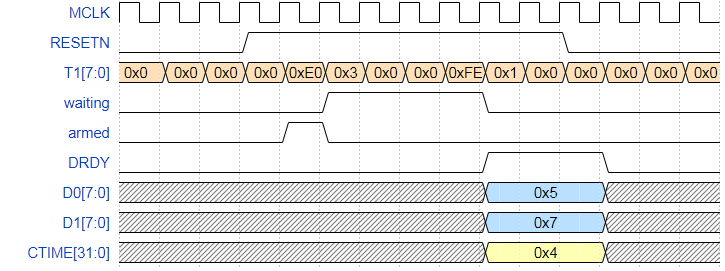 MCLK
RESETN
T1[7:0] 0x0 0x0 0x0 0x0 0xE0 0x3 0x0 0x0 0xFE 0x1 0x0 0x0 0x0 0x0 0x0
waiting
armed
DRDY
D0[7:0] 0x5
D1[7:0] 0x7
CTIME[31:0] 0x4